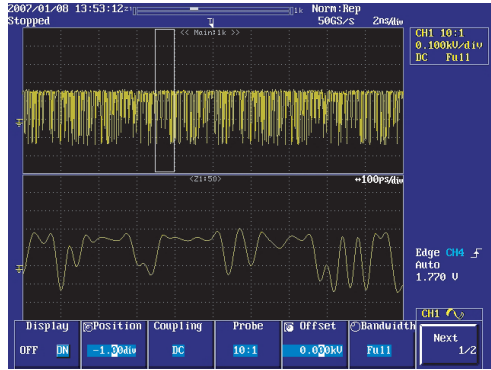 2007/01/08 13:53:12
Norm:Rep
Stopped
50GS/s 2ns/div
<< Main:1k >>
CH1 10:1
0.100kV/div
DC Full
<Z1:50>
100ps/div
Edge CH4
Auto
1.770 V
CH1
Display
Position
Coupling
Probe
Offset
Bandwidth
Next
1/2
OFF ON
-1.00div
DC
10:1
0.000kV
Full